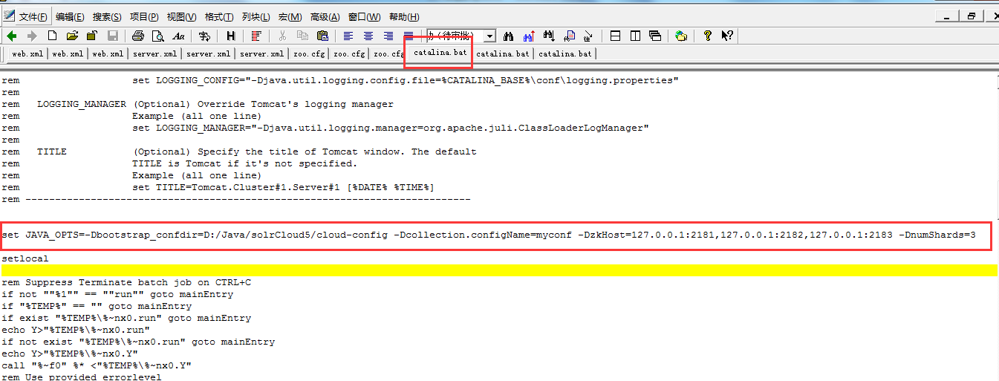 文件(F) 编辑(E) 搜索(S) 项目(P) 视图(V) 格式(T) 列块(L) 宏(M) 高级(A) 窗口(W) 帮助(H)
web.xml web.xml web.xml server.xml server.xml server.xml zoo.cfg zoo.cfg zoo.cfg catalina.bat catalina.bat catalina.bat
rem set LOGGING_CONFIG="-Djava.util.logging.config.file=%CATALINA_BASE%\conf\logging.properties"
rem
rem LOGGING_MANAGER (Optional) Override Tomcat's logging manager
rem Example (all one line)
rem set LOGGING_MANAGER="-Djava.util.logging.manager=org.apache.juli.ClassLoaderLogManager"
rem
rem TITLE (Optional) Specify the title of Tomcat window. The default
rem TITLE is Tomcat if it's not specified.
rem Example (all one line)
rem set TITLE=Tomcat.Cluster#1.Server#1 [%DATE% %TIME%]
rem ---------------------------------------------------------------------------
set JAVA_OPTS=-Dbootstrap_confdir=D:/Java/solrCloud5/cloud-config -Dcollection.configName=myconf -DzkHost=127.0.0.1:2181,127.0.0.1:2182,127.0.0.1:2183 -DnumShards=3
setlocal
rem Suppress Terminate batch job on CTRL+C
if not ""%1"" == ""run"" goto mainEntry
if "%TEMP%" == "" goto mainEntry
if exist "%TEMP%\%~nx0.run" goto mainEntry
echo Y>"%TEMP%\%~nx0.run"
if not exist "%TEMP%\%~nx0.run" goto mainEntry
echo Y>"%TEMP%\%~nx0.Y"
call "%~f0" %* <"%TEMP%\%~nx0.Y"
rem Use provided errorlevel